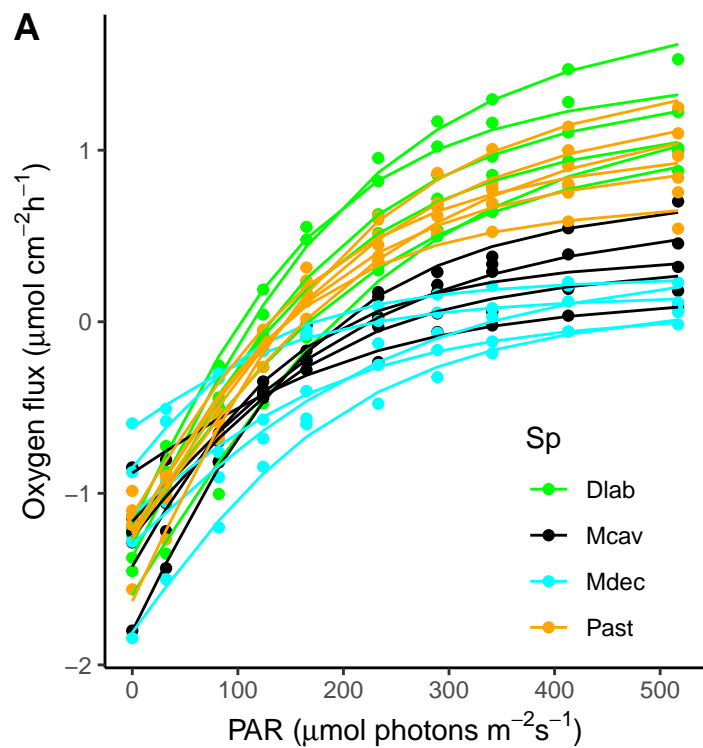 A
Oxygen flux (μmol cm⁻²h⁻¹)
1
0
−1
−2
Sp
Dlab
Mcav
Mdec
Past
0 100 200 300 400 500
PAR (μmol photons m⁻²s⁻¹)